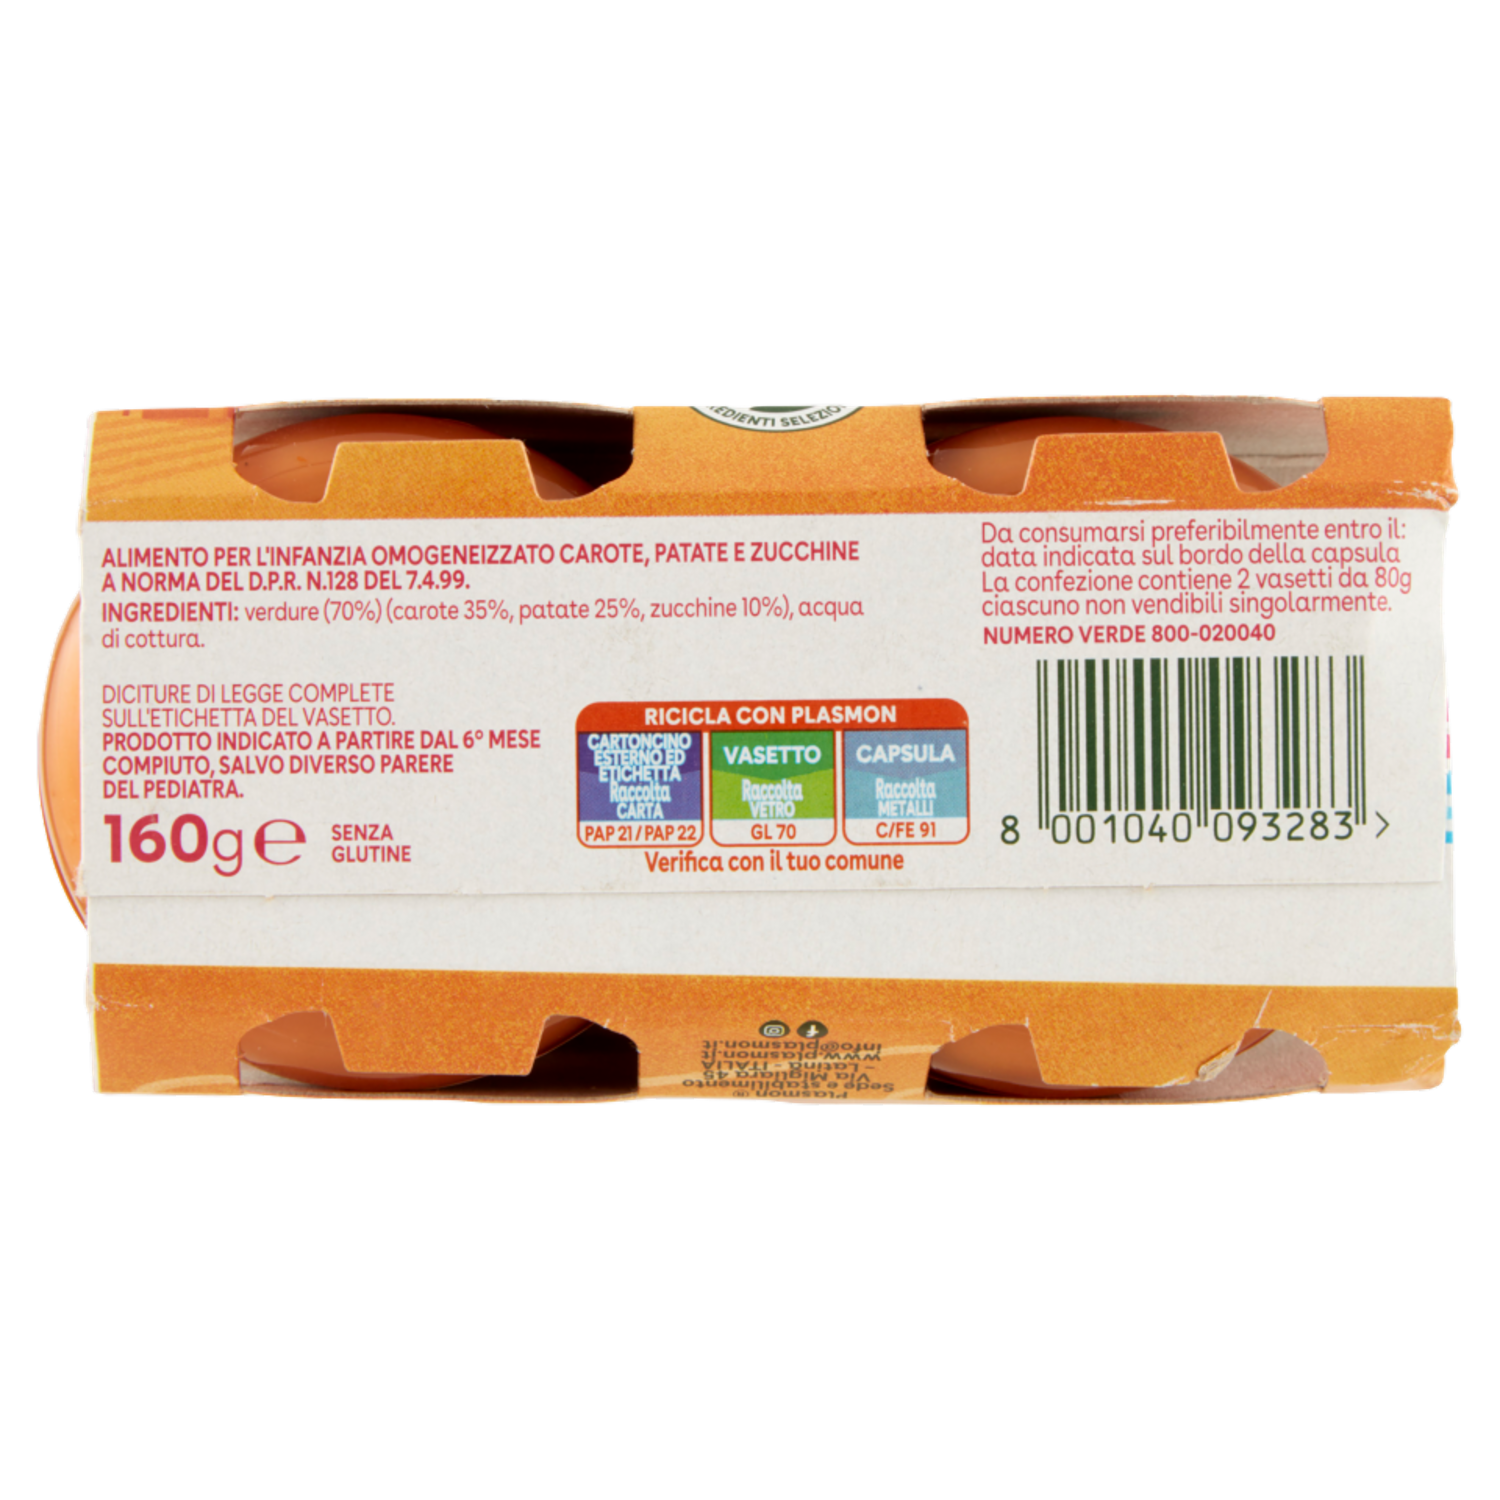 EDIENTI SELEZIO
ALIMENTO PER L'INFANZIA OMOGENEIZZATO CAROTE, PATATE E ZUCCHINE
A NORMA DEL D.P.R. N.128 DEL 7.4.99.
INGREDIENTI: verdure (70%) (carote 35%, patate 25%, zucchine 10%), acqua
di cottura.
DICITURE DI LEGGE COMPLETE
SULL'ETICHETTA DEL VASETTO.
PRODOTTO INDICATO A PARTIRE DAL 6° MESE
COMPIUTO, SALVO DIVERSO PARERE
DEL PEDIATRA.
160g e
SENZA
GLUTINE
RICICLA CON PLASMON
CARTONCINO
ESTERNO ED
ETICHETTA
Raccolta
CARTA
PAP 21 / PAP 22
VASETTO
Raccolta
VETRO
GL 70
CAPSULA
Raccolta
METALLI
C/FE 91
Verifica con il tuo comune
Da consumarsi preferibilmente entro il:
data indicata sul bordo della capsula
La confezione contiene 2 vasetti da 80g
ciascuno non vendibili singolarmente.
NUMERO VERDE 800-020040
8 001040 093283 >
Plasmon ®
Sede e stabilimento
Via Migliara 45
- Latina - ITALIA
www.plasmon.it
info@plasmon.it